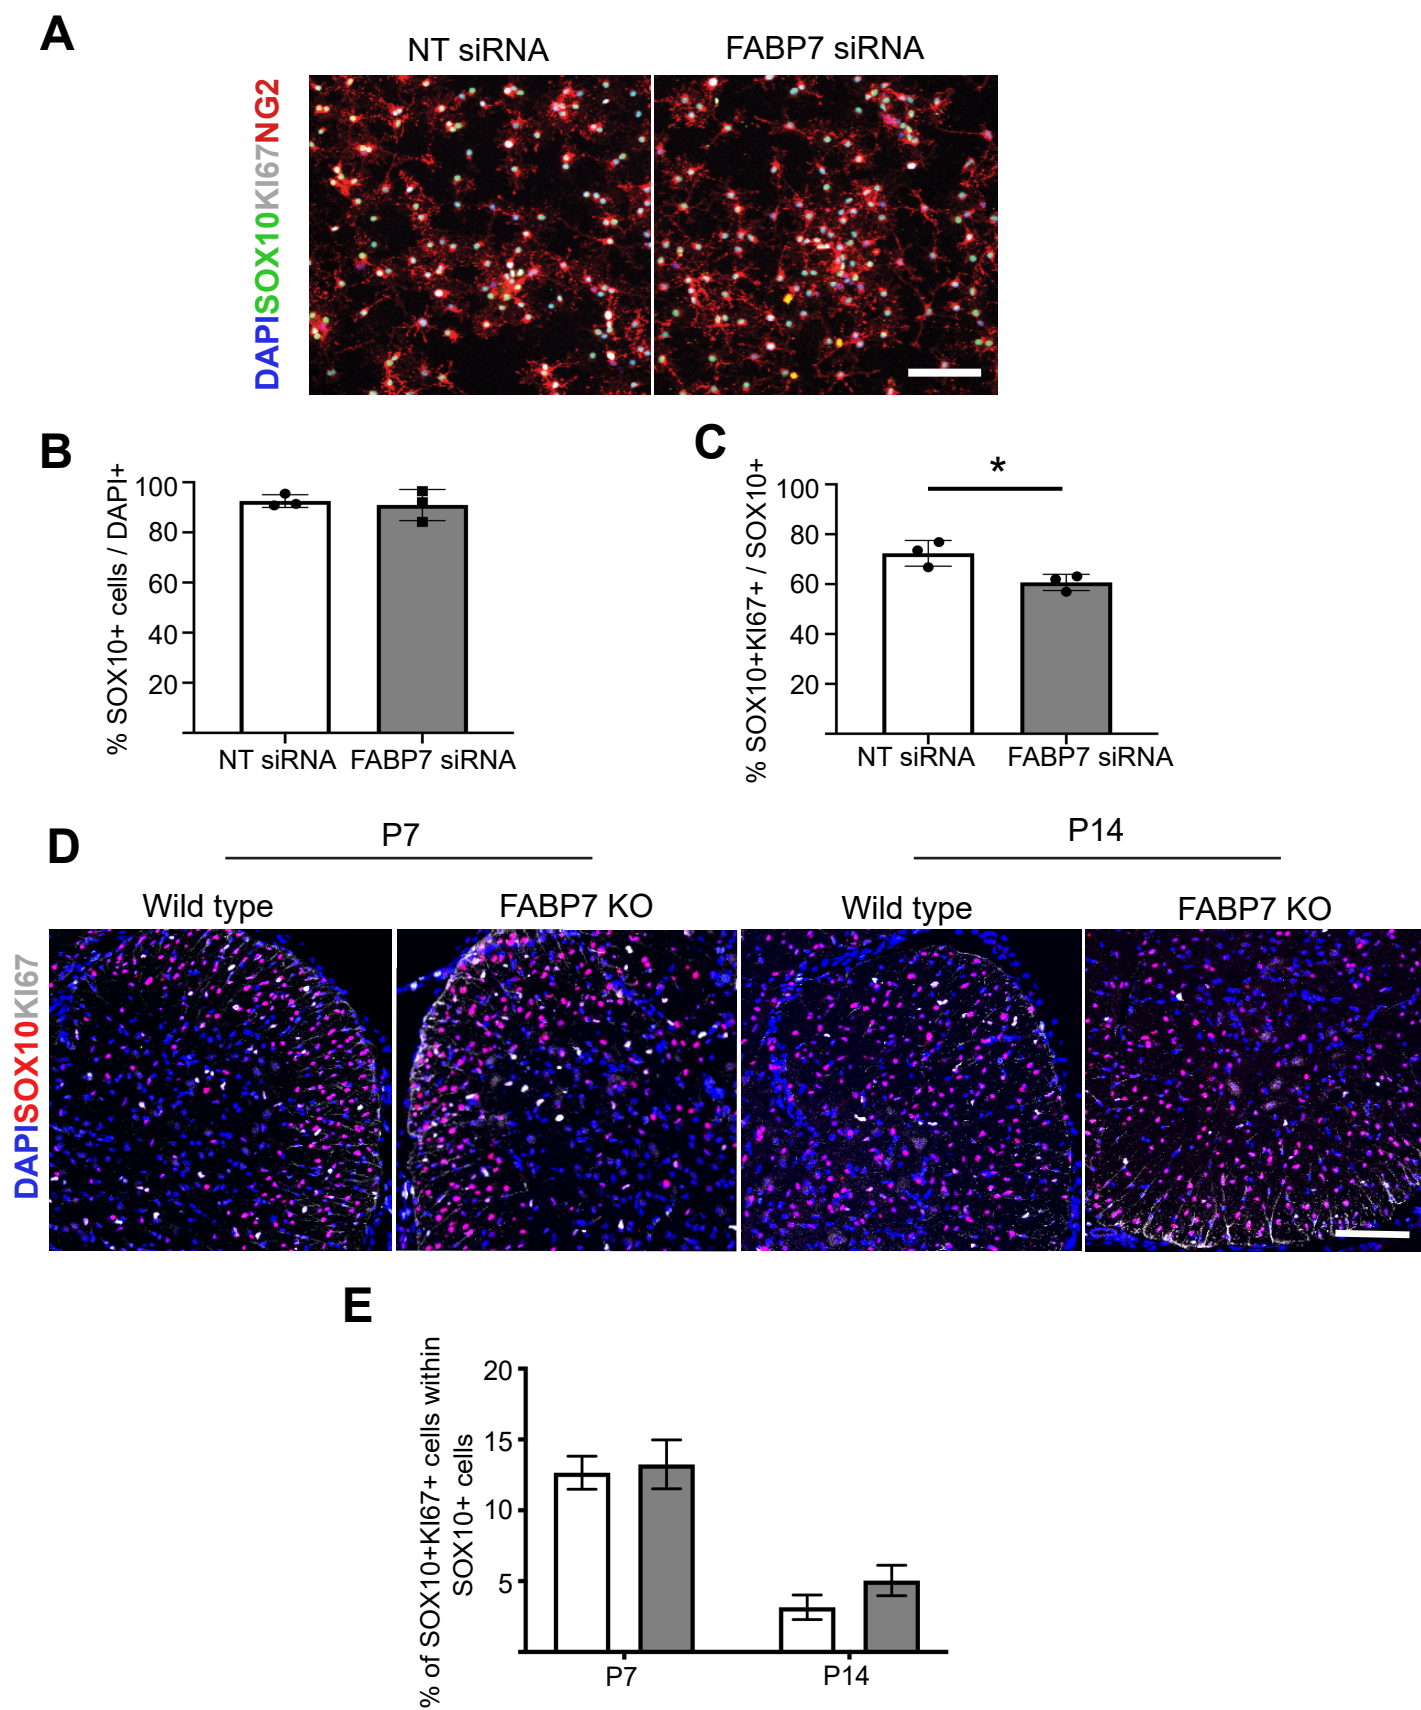 A
NT siRNA
FABP7 siRNA
DAPISOX10KI67NG2
B
% SOX10+ cells / DAPI+
100
80
60
40
20
NT siRNA
FABP7 siRNA
C
*
% SOX10+KI67+ / SOX10+
100
80
60
40
20
NT siRNA
FABP7 siRNA
D
P7
P14
Wild type
FABP7 KO
Wild type
FABP7 KO
DAPISOX10KI67
E
% of SOX10+KI67+ cells within
SOX10+ cells
20
15
10
5
P7
P14